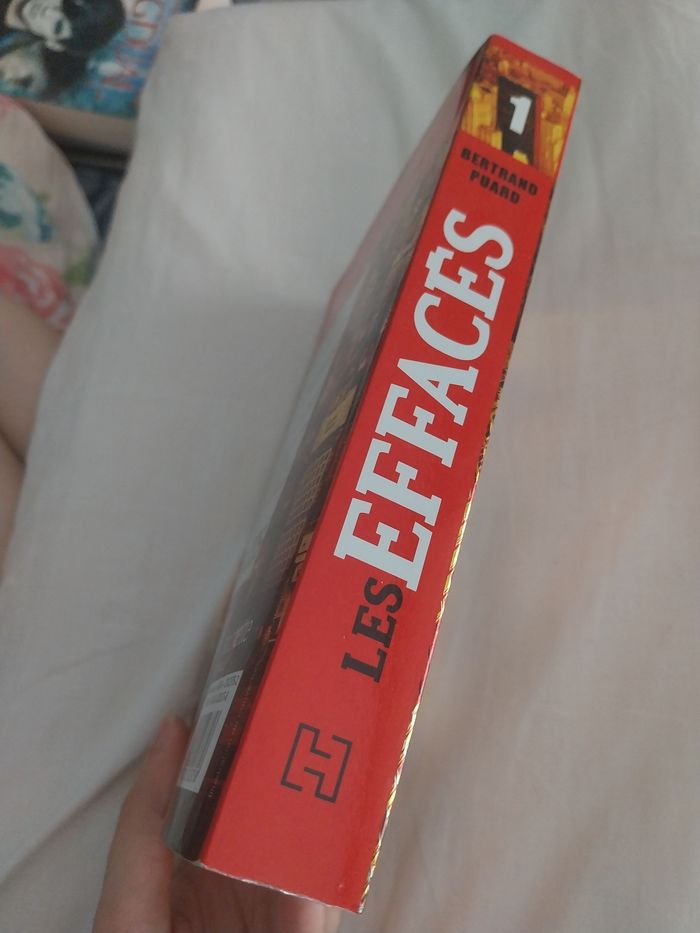 1
BERTRAND
PUARD
LES EFFACÉS
H